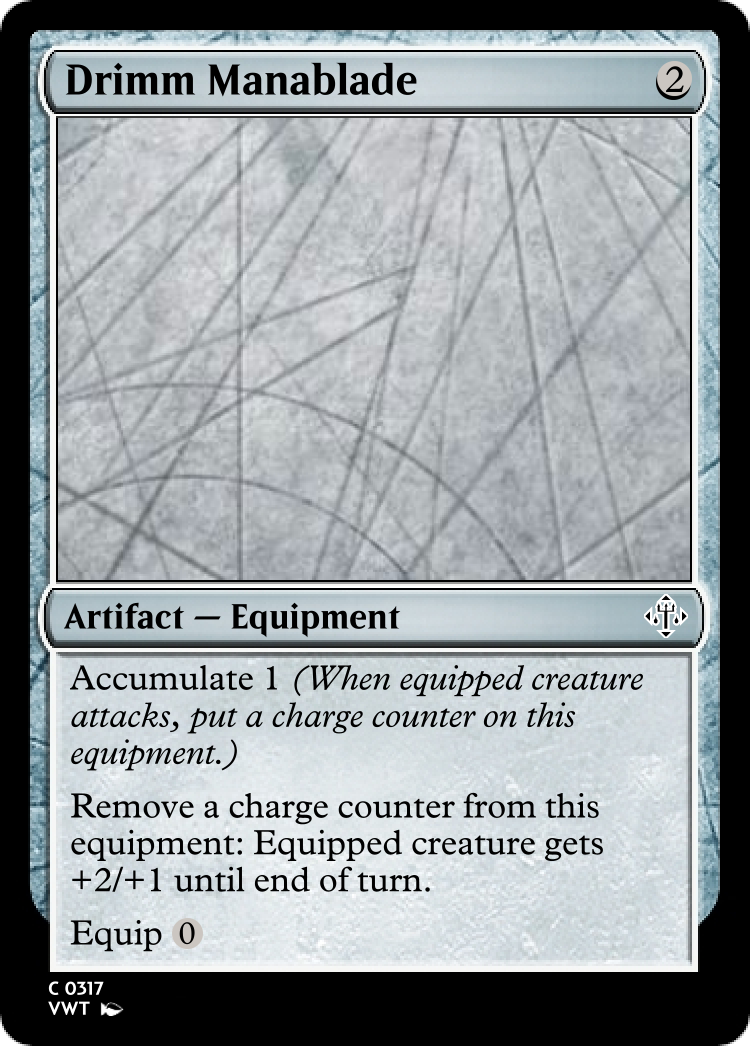 Drimm Manablade 2
Artifact — Equipment
Accumulate 1 (When equipped creature
attacks, put a charge counter on this
equipment.)
Remove a charge counter from this
equipment: Equipped creature gets
+2/+1 until end of turn.
Equip 0
C 0317
VWT